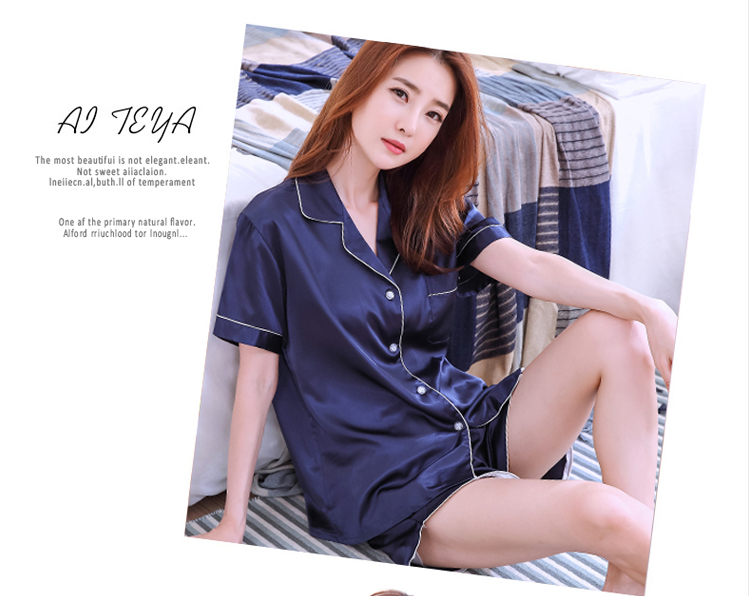 AI TEYA
The most beautifui is not elegant.eleant.
Not sweet aiiaclaion.
lneiiecn.al,buth.ll of temperament
One af the primary natural flavor.
Alford rriuchlood tor lnougnl...